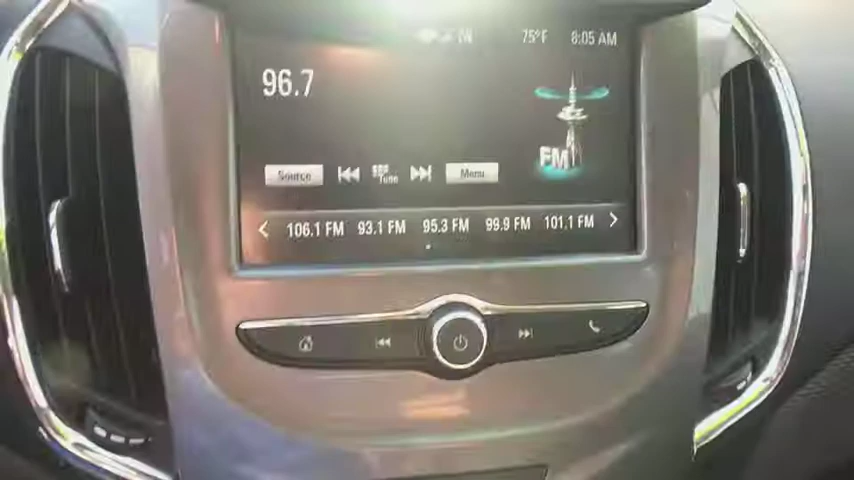 75°F 8:05 AM
96.7
FM
Source Tune Menu
106.1 FM 93.1 FM 95.3 FM 99.9 FM 101.1 FM